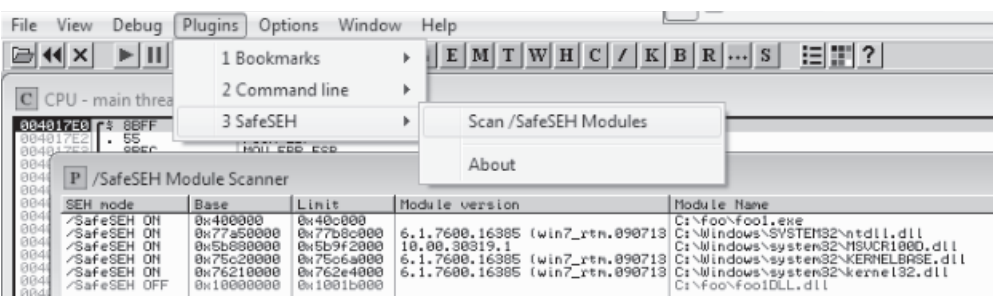 File View Debug Plugins Options Window Help
E M T W H C / K B R ... S ?
1 Bookmarks
2 Command line
3 SafeSEH
Scan /SafeSEH Modules
About
C CPU - main threa
004017E0 8BFF
004017E2 . 55
8BEC MOU EBP ESP
P /SafeSEH Module Scanner
SEH mode Base Limit Module version Module Name
/SafeSEH ON 0x400000 0x40c000 C:\foo\foo1.exe
/SafeSEH ON 0x77a50000 0x77b8c000 6.1.7600.16385 (win7_rtm.090713 C:\Windows\SYSTEM32\ntdll.dll
/SafeSEH ON 0x5b880000 0x5b9f2000 10.00.30319.1 C:\Windows\system32\MSVCR100D.dll
/SafeSEH ON 0x75c20000 0x75c6a000 6.1.7600.16385 (win7_rtm.090713 C:\Windows\system32\KERNELBASE.dll
/SafeSEH ON 0x76210000 0x762e4000 6.1.7600.16385 (win7_rtm.090713 C:\Windows\system32\kernel32.dll
/SafeSEH OFF 0x10000000 0x1001b000 C:\foo\foo1DLL.dll